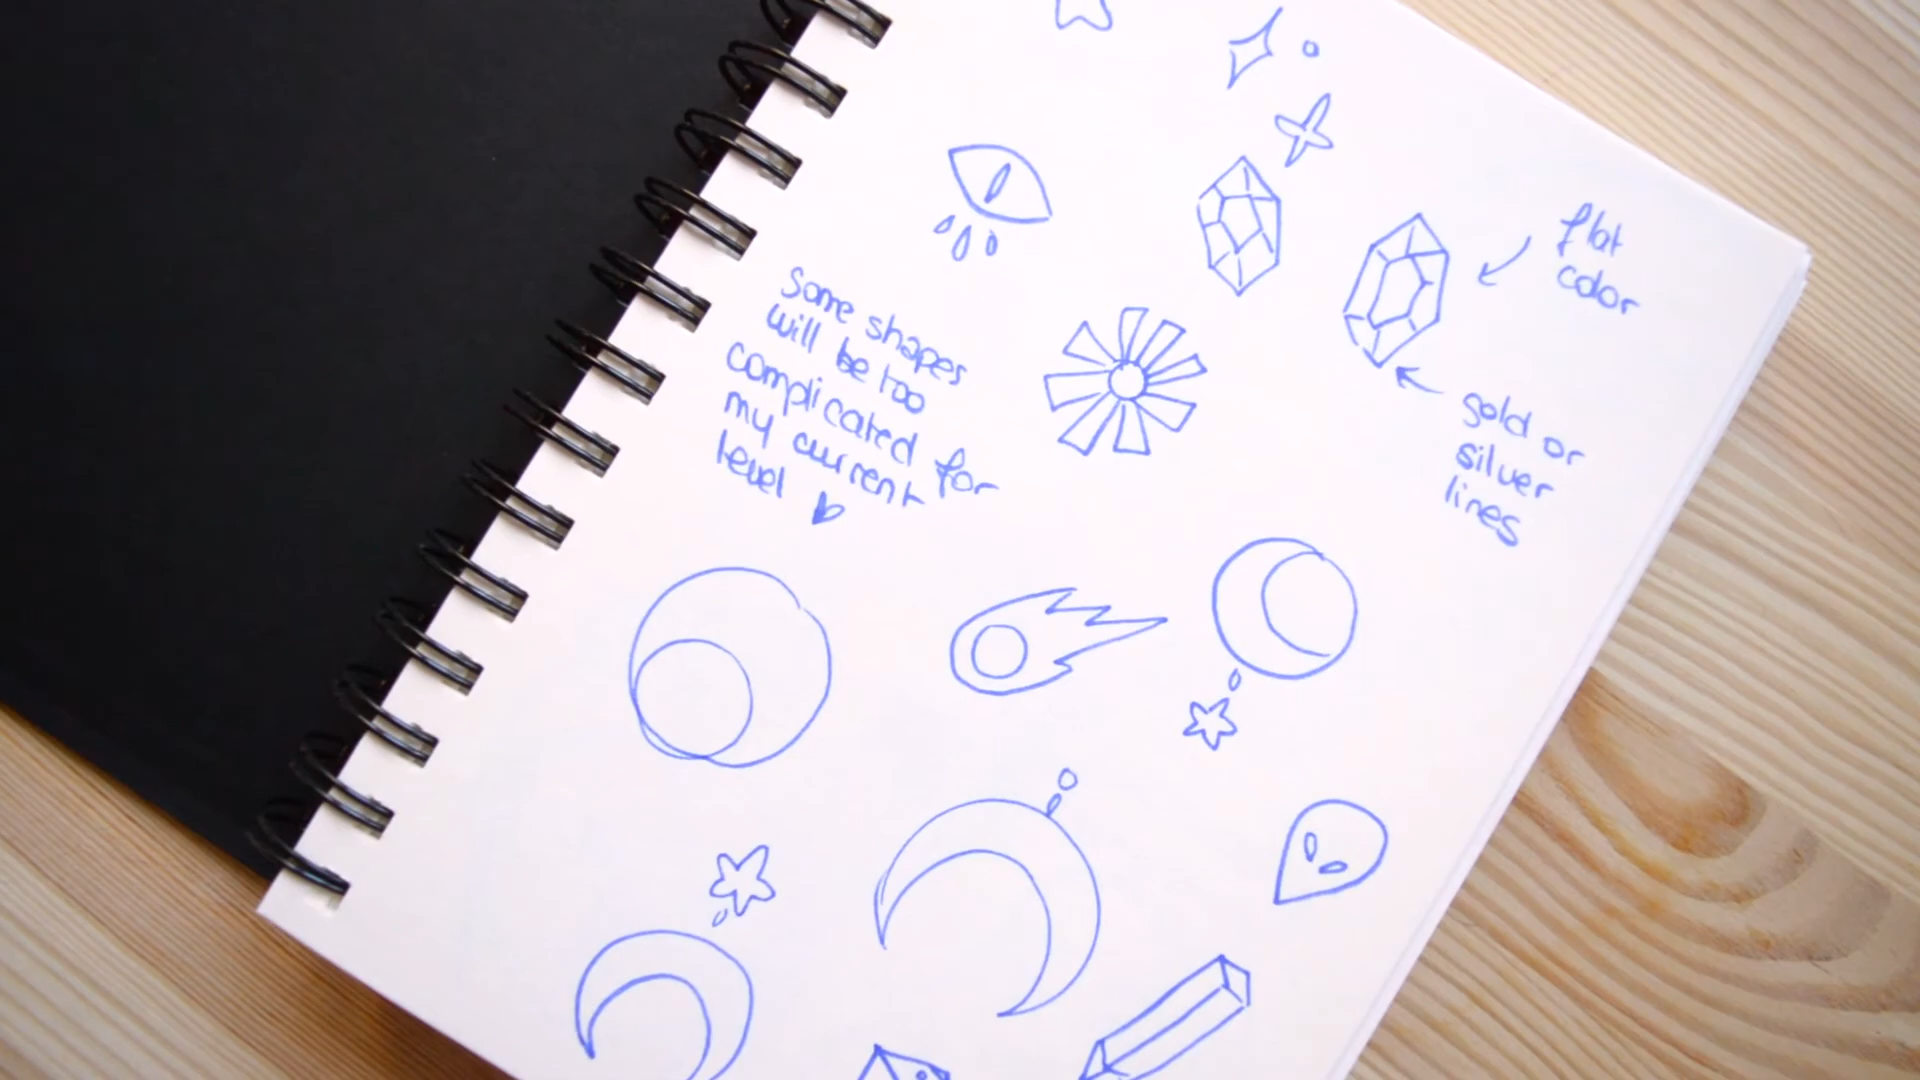 flat
color
Some shapes
will be too
complicated for
my current
level
gold or
silver
lines